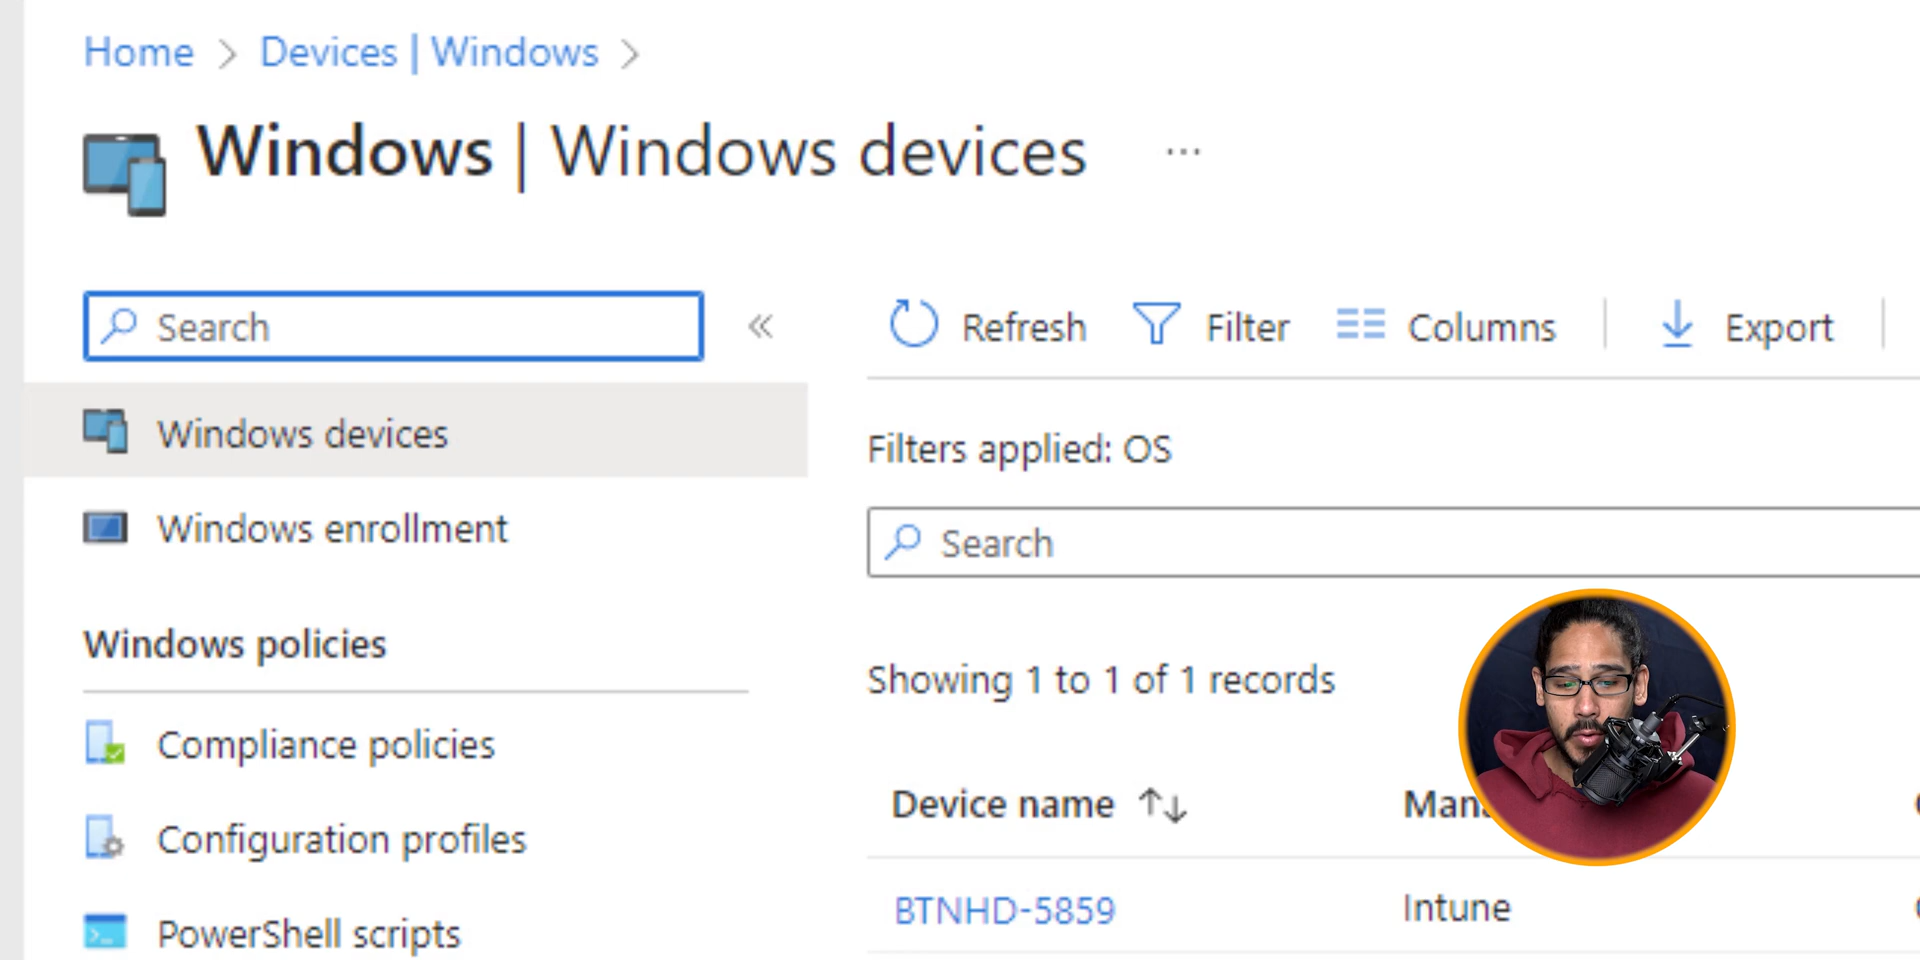 Home > Devices | Windows >
Windows | Windows devices ...
Search «
Refresh Filter Columns Export
Windows devices
Filters applied: OS
Windows enrollment
Search
Windows policies
Showing 1 to 1 of 1 records
Compliance policies
Device name ↑↓
Configuration profiles
BTNHD-5859 Intune
PowerShell scripts